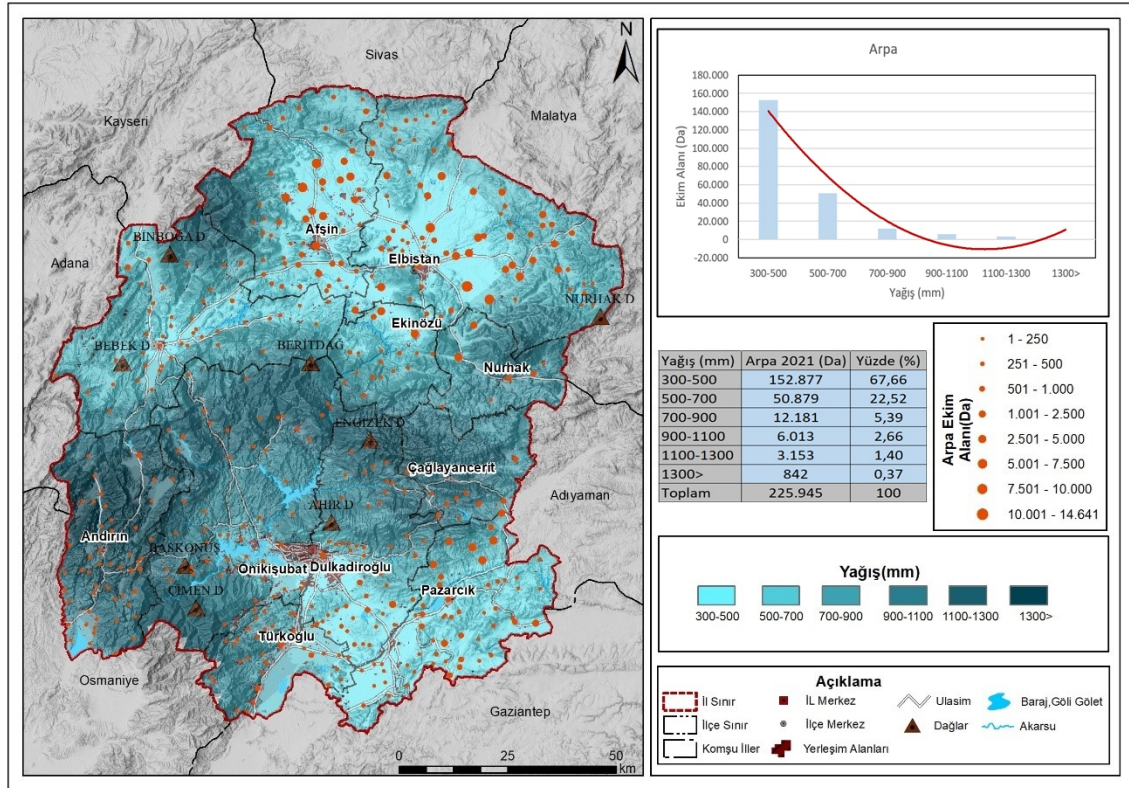 N
Sivas
Malatya
Kayseri
Adana
BINBOGA D
Afşin
Elbistan
NURHAK D
Ekinözü
BEBEK D
BERİTDAĞ
Nurhak
ENGIZEK D
Çağlayancerit
Adıyaman
AHIR D
Andırın
BAŞKONUŞ
Onikişubat
Dulkadiroğlu
ÇIMEN D
Pazarcık
Türkoğlu
Osmaniye
Gaziantep
0 25 50
km
Arpa
Ekim Alanı (Da)
180.000
160.000
140.000
120.000
100.000
80.000
60.000
40.000
20.000
0
-20.000
300-500 500-700 700-900 900-1100 1100-1300 1300>
Yağış (mm)
Yağış (mm) Arpa 2021 (Da) Yüzde (%)
300-500 152.877 67,66
500-700 50.879 22,52
700-900 12.181 5,39
900-1100 6.013 2,66
1100-1300 3.153 1,40
1300> 842 0,37
Toplam 225.945 100
Arpa Ekim
Alanı(Da)
1 - 250
251 - 500
501 - 1.000
1.001 - 2.500
2.501 - 5.000
5.001 - 7.500
7.501 - 10.000
10.001 - 14.641
Yağış(mm)
300-500 500-700 700-900 900-1100 1100-1300 1300>
Açıklama
İl Sınır İL Merkez Ulasim Baraj,Göli Gölet
İlçe Sınır İlçe Merkez Dağlar Akarsu
Komşu İller Yerleşim Alanları